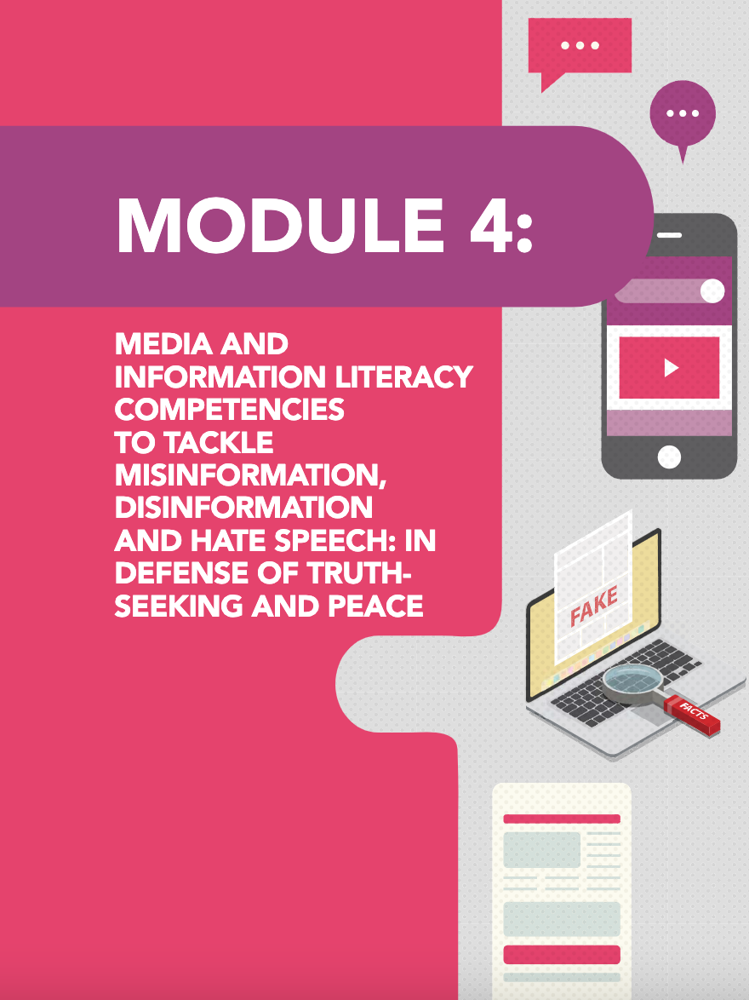 MODULE 4:
MEDIA AND
INFORMATION LITERACY
COMPETENCIES
TO TACKLE
MISINFORMATION,
DISINFORMATION
AND HATE SPEECH: IN
DEFENSE OF TRUTH-
SEEKING AND PEACE
FAKE
FACTS